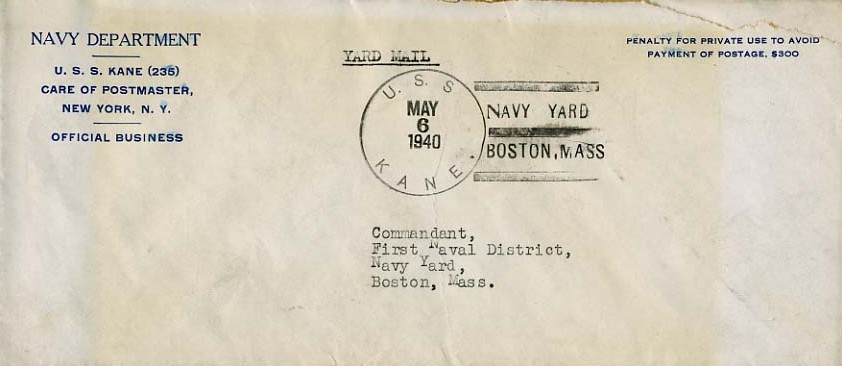 NAVY DEPARTMENT
U. S. S. KANE (235)
CARE OF POSTMASTER,
NEW YORK, N. Y.
OFFICIAL BUSINESS
PENALTY FOR PRIVATE USE TO AVOID
PAYMENT OF POSTAGE, $300
YARD MAIL
U. S. S
MAY
6
1940
KANE.
NAVY YARD
BOSTON, MASS
Commandant,
First Naval District,
Navy Yard,
Boston, Mass.